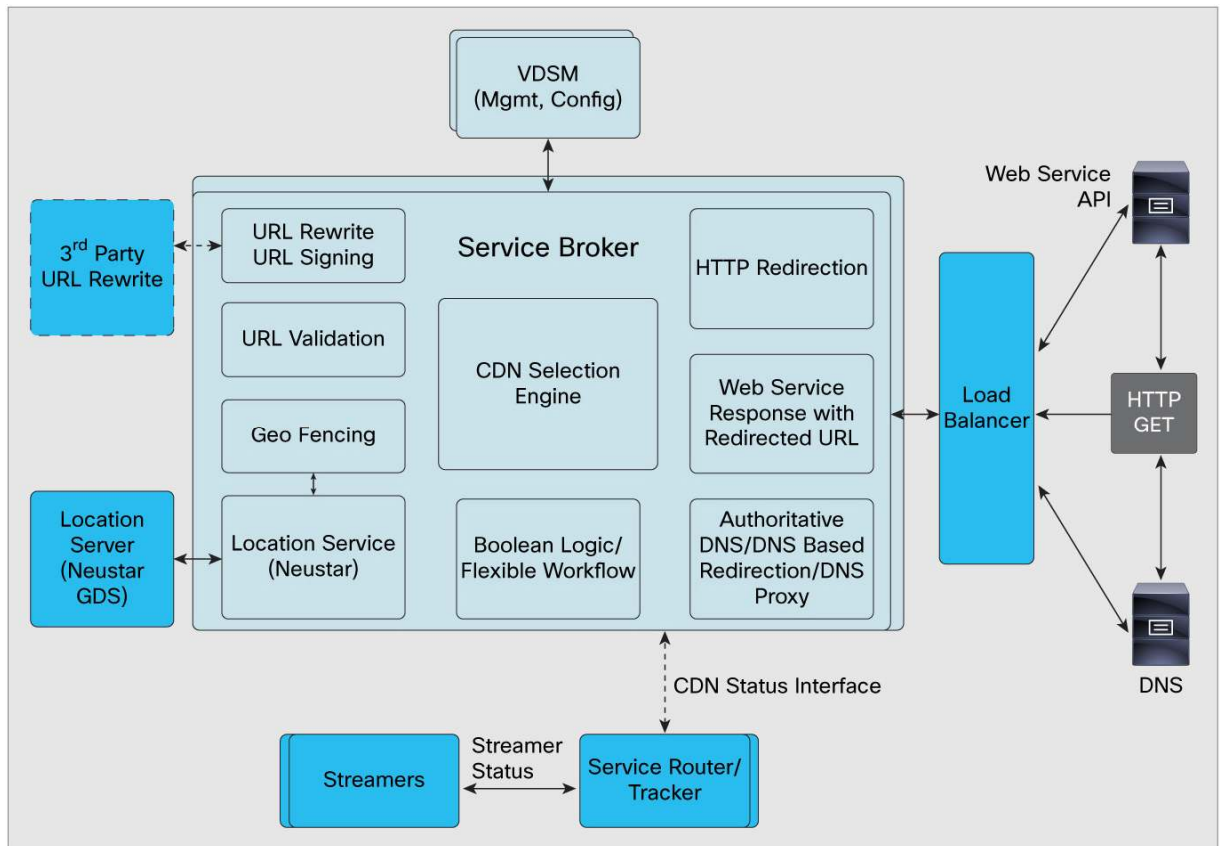 VDSM
(Mgmt, Config)
Web Service
API
3rd Party
URL Rewrite
URL Rewrite
URL Signing
Service Broker
HTTP Redirection
URL Validation
CDN Selection
Engine
Web Service
Response with
Redirected URL
Load
Balancer
HTTP
GET
Geo Fencing
Location
Server
(Neustar
GDS)
Location Service
(Neustar)
Boolean Logic/
Flexible Workflow
Authoritative
DNS/DNS Based
Redirection/DNS
Proxy
DNS
CDN Status Interface
Streamers
Streamer
Status
Service Router/
Tracker